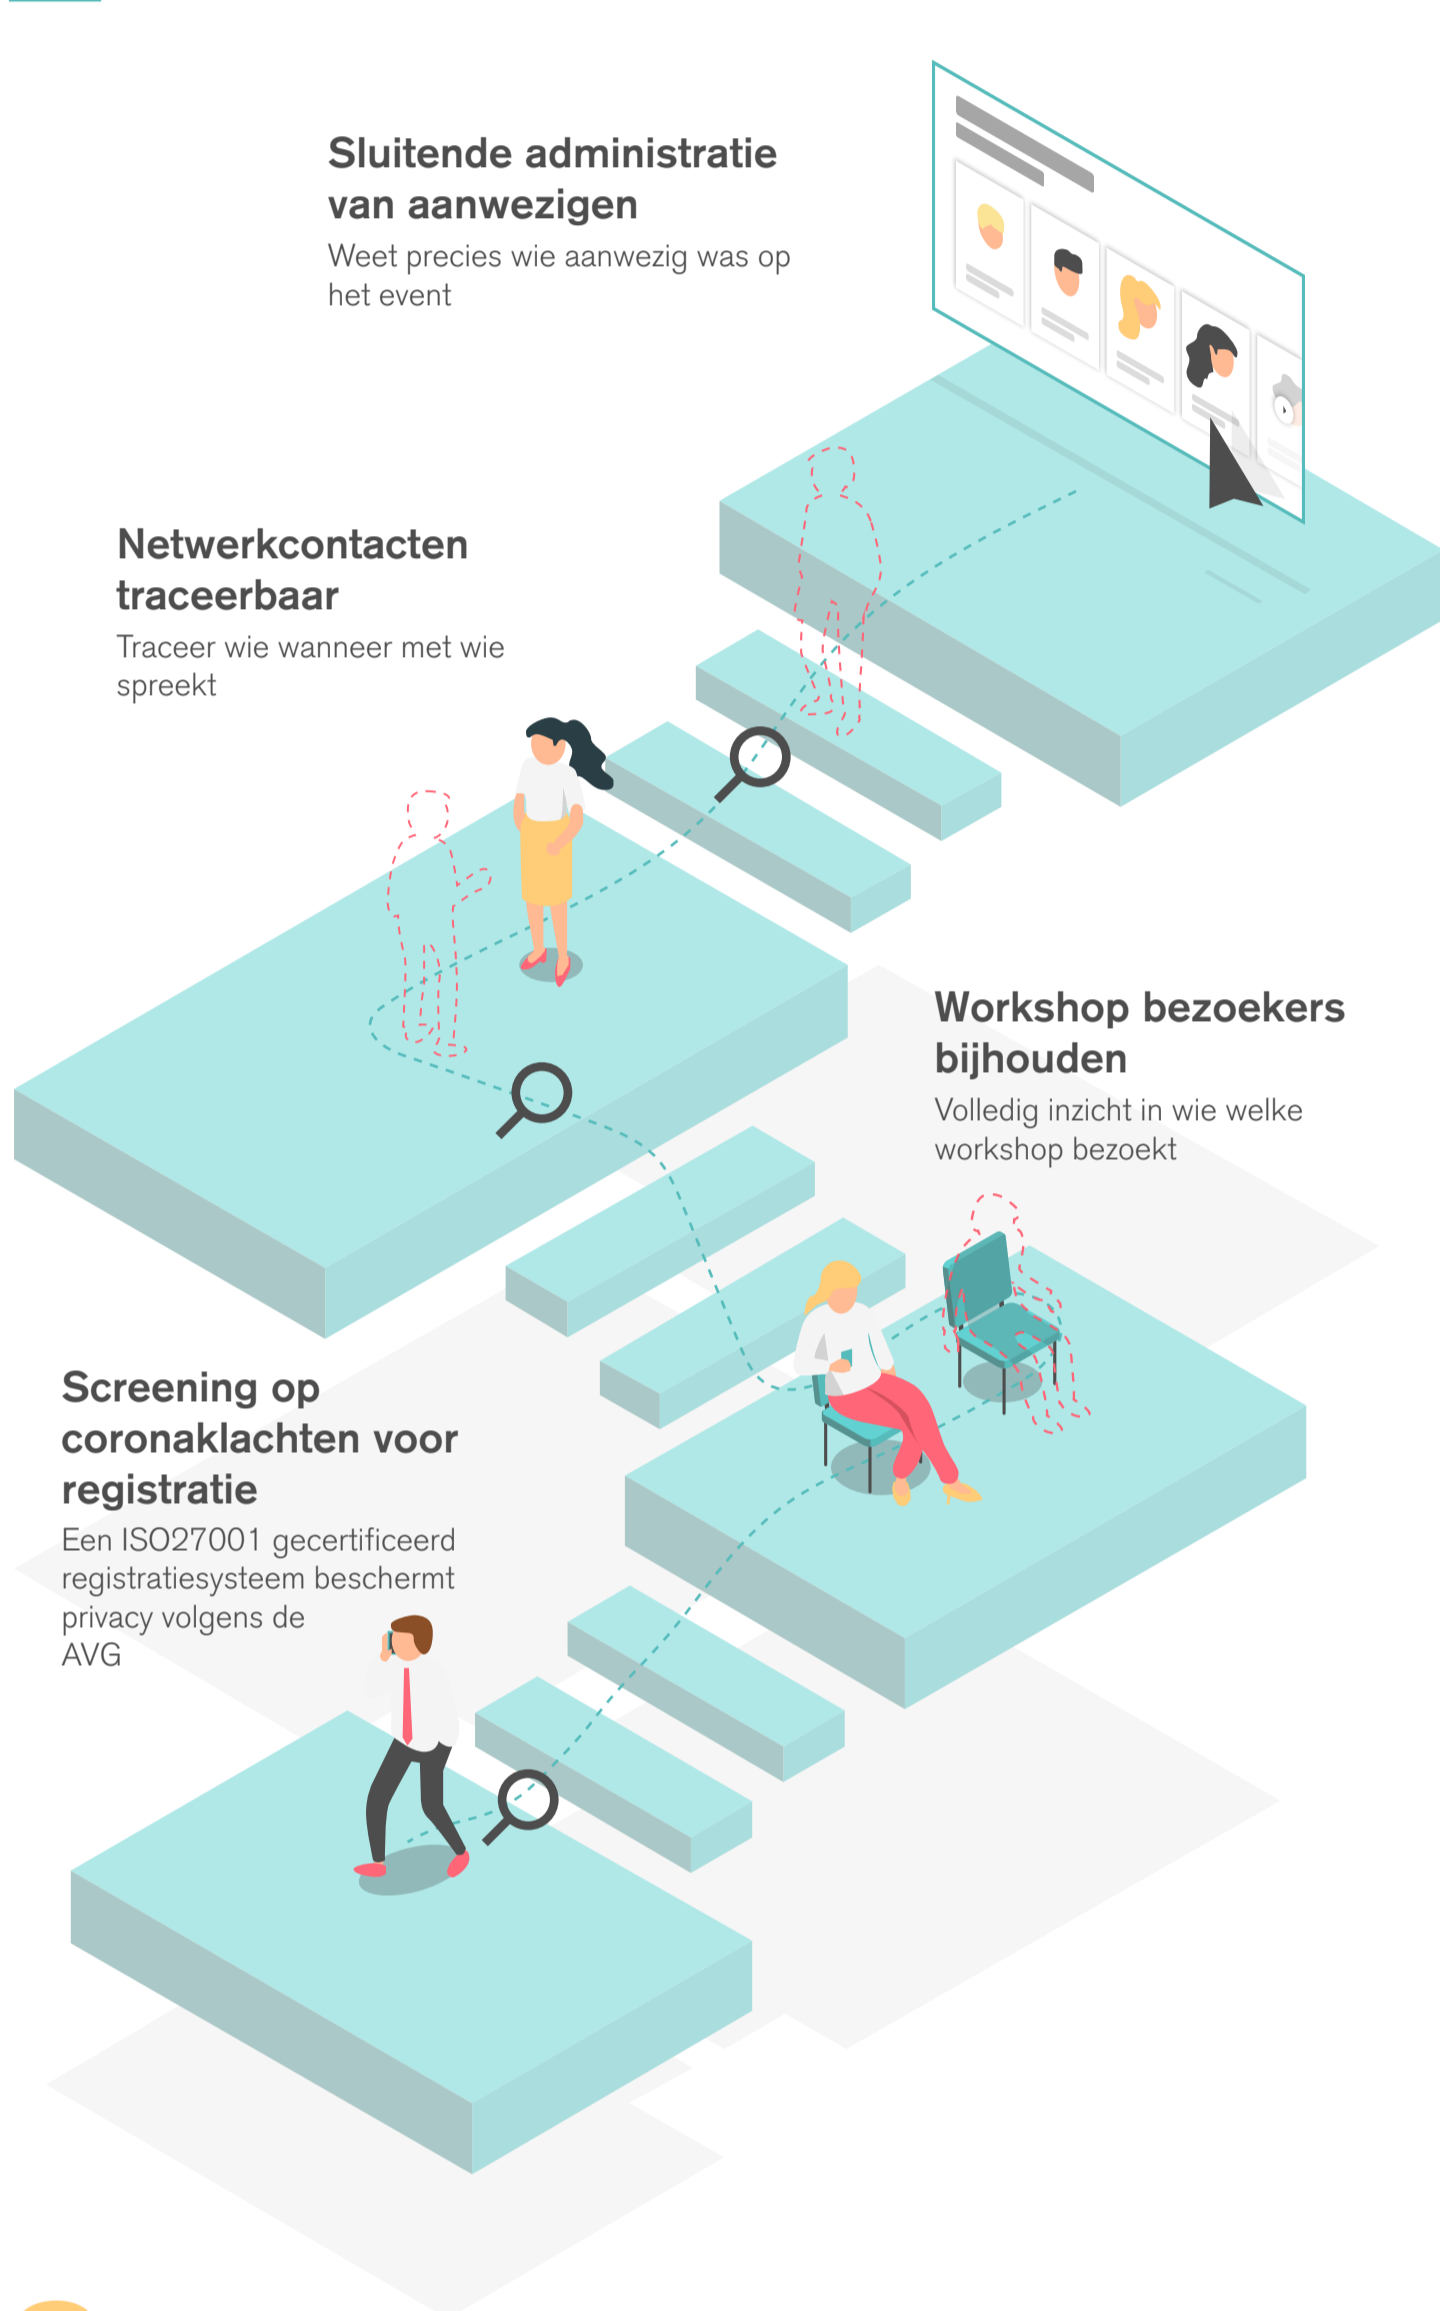 Sluitende administratie
van aanwezigen
Weet precies wie aanwezig was op
het event
Netwerkcontacten
traceerbaar
Traceer wie wanneer met wie
spreekt
Workshop bezoekers
bijhouden
Volledig inzicht in wie welke
workshop bezoekt
Screening op
coronaklachten voor
registratie
Een ISO27001 gecertificeerd
registratiesysteem beschermt
privacy volgens de
AVG